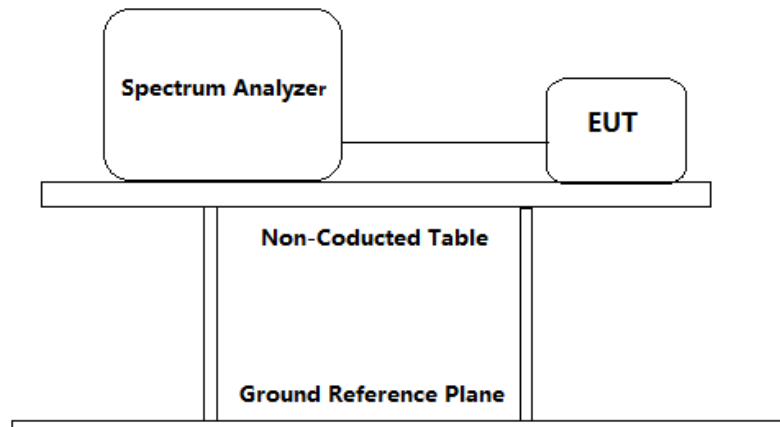 Spectrum Analyzer
EUT
Non-Coducted Table
Ground Reference Plane